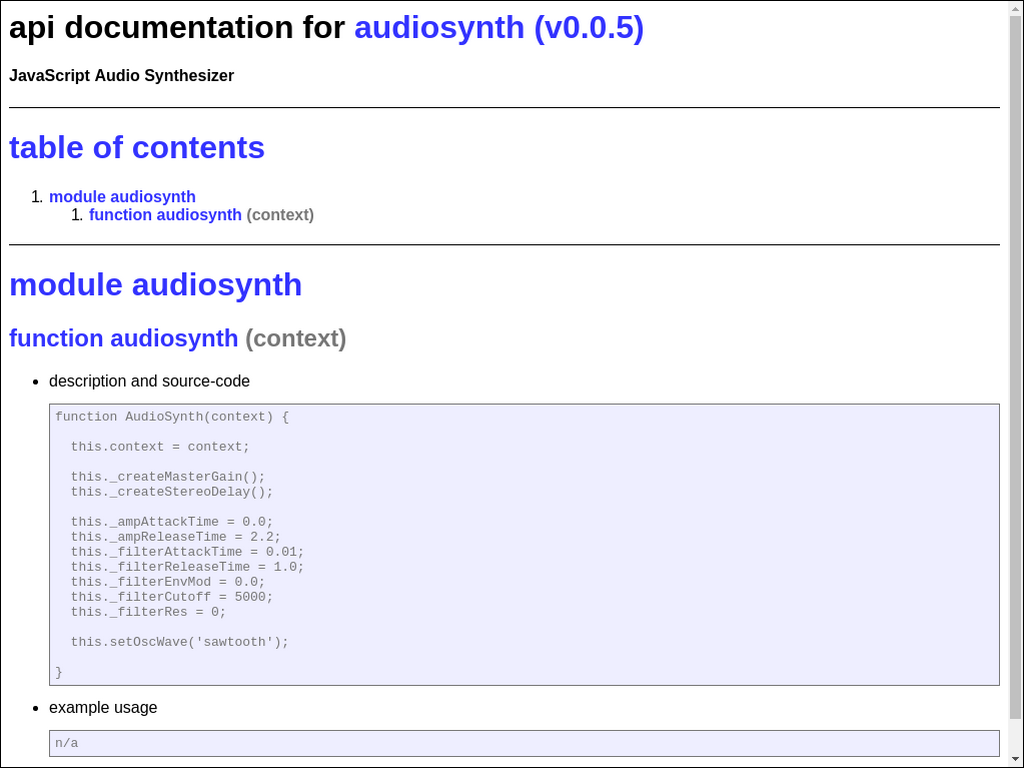 api documentation for audiosynth (v0.0.5)
JavaScript Audio Synthesizer
table of contents
1. module audiosynth
1. function audiosynth (context)
module audiosynth
function audiosynth (context)
• description and source-code
function AudioSynth(context) {
  this.context = context;
  this._createMasterGain();
  this._createStereoDelay();
  this._ampAttackTime = 0.0;
  this._ampReleaseTime = 2.2;
  this._filterAttackTime = 0.01;
  this._filterReleaseTime = 1.0;
  this._filterEnvMod = 0.0;
  this._filterCutoff = 5000;
  this._filterRes = 0;
  this.setOscWave('sawtooth');
}
• example usage
n/a